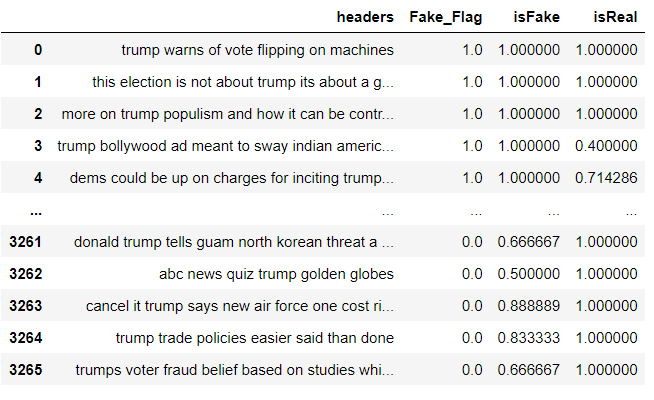 headers Fake_Flag isFake isReal
0 trump warns of vote flipping on machines 1.0 1.000000 1.000000
1 this election is not about trump its about a g... 1.0 1.000000 1.000000
2 more on trump populism and how it can be contr... 1.0 1.000000 1.000000
3 trump bollywood ad meant to sway indian americ... 1.0 1.000000 0.400000
4 dems could be up on charges for inciting trump... 1.0 1.000000 0.714286
... ... ... ... ...
3261 donald trump tells guam north korean threat a ... 0.0 0.666667 1.000000
3262 abc news quiz trump golden globes 0.0 0.500000 1.000000
3263 cancel it trump says new air force one cost ri... 0.0 0.888889 1.000000
3264 trump trade policies easier said than done 0.0 0.833333 1.000000
3265 trumps voter fraud belief based on studies whi... 0.0 0.666667 1.000000